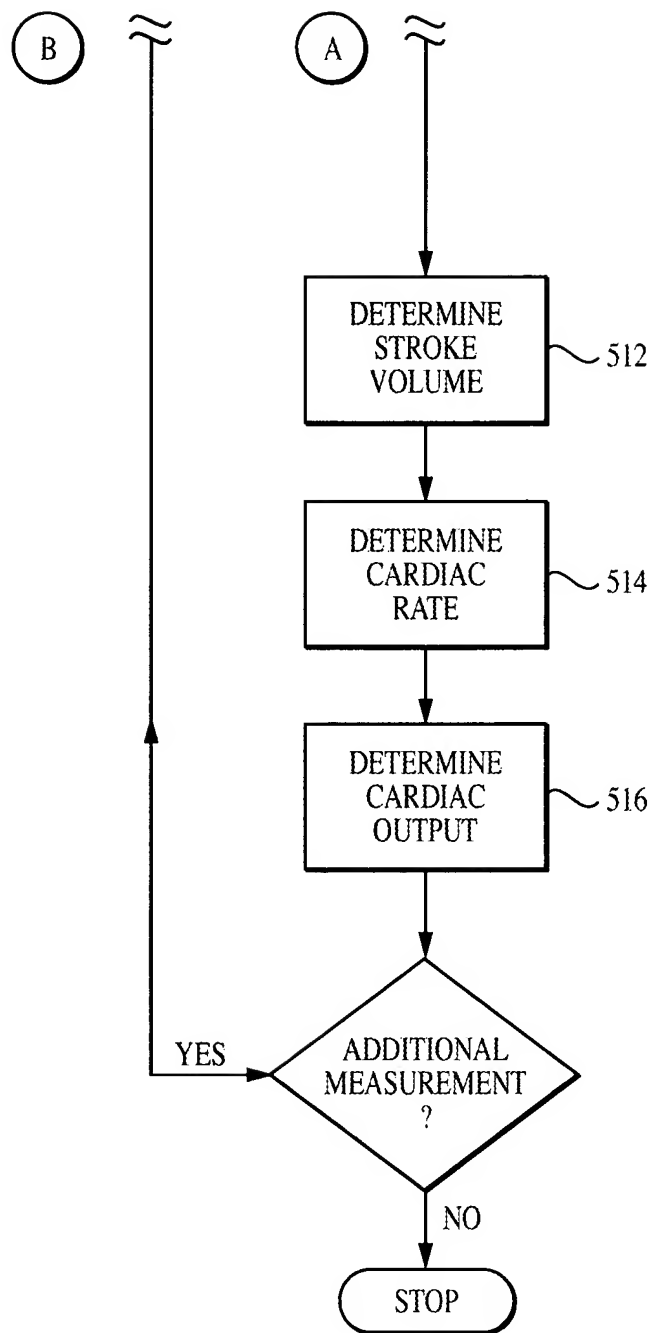 B
A
DETERMINE
STROKE
VOLUME
512
DETERMINE
CARDIAC
RATE
514
DETERMINE
CARDIAC
OUTPUT
516
YES
ADDITIONAL
MEASUREMENT
?
NO
STOP